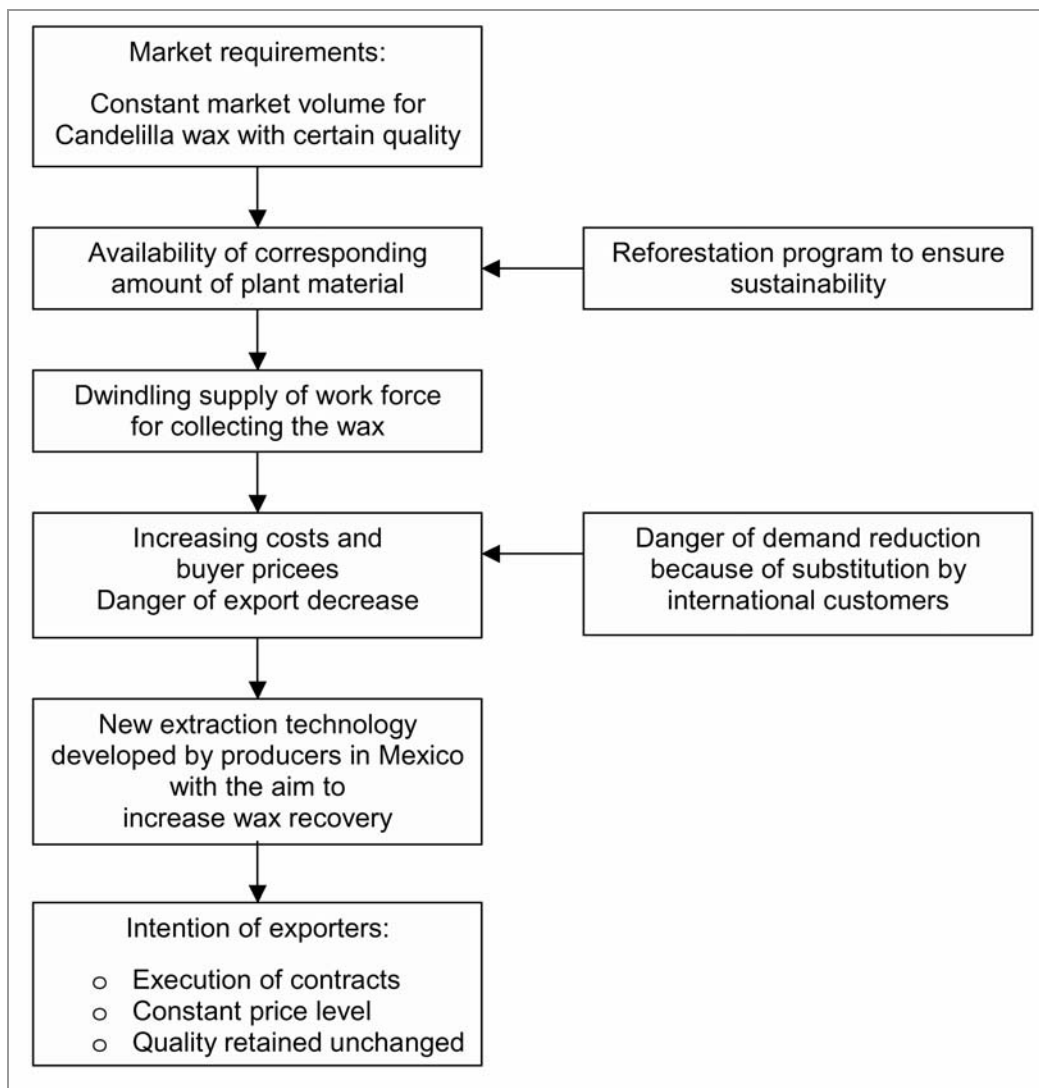 Market requirements:
Constant market volume for
Candelilla wax with certain quality
Availability of corresponding
amount of plant material
Reforestation program to ensure
sustainability
Dwindling supply of work force
for collecting the wax
Increasing costs and
buyer pricees
Danger of export decrease
Danger of demand reduction
because of substitution by
international customers
New extraction technology
developed by producers in Mexico
with the aim to
increase wax recovery
Intention of exporters:
o Execution of contracts
o Constant price level
o Quality retained unchanged